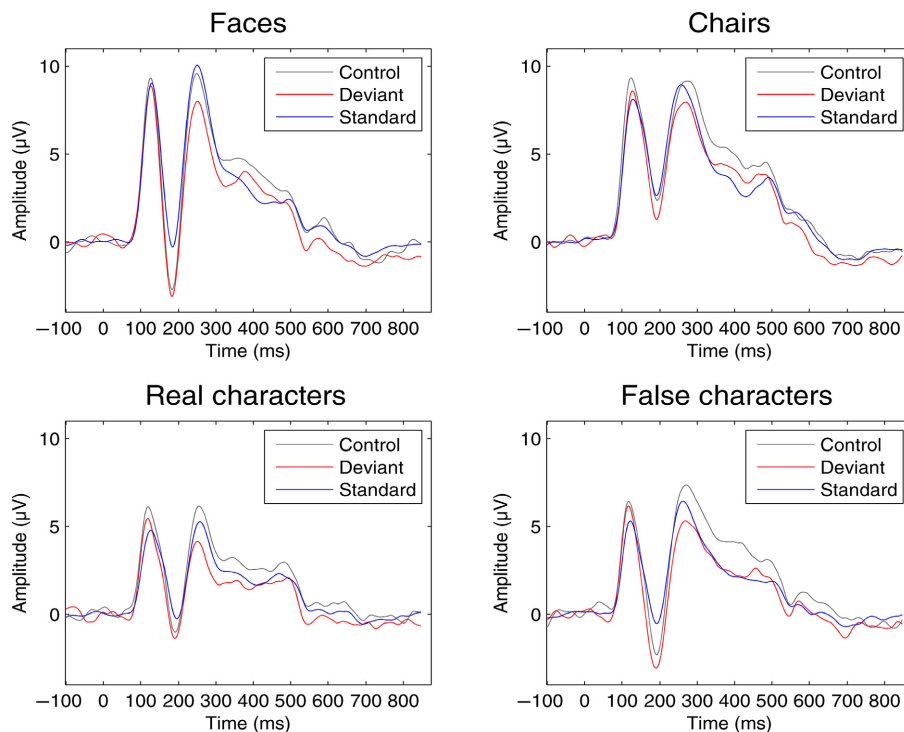 Faces
10
5
0
Amplitude (μV)
Control
Deviant
Standard
−100 0 100 200 300 400 500 600 700 800
Time (ms)
Chairs
10
5
0
Amplitude (μV)
Control
Deviant
Standard
−100 0 100 200 300 400 500 600 700 800
Time (ms)
Real characters
10
5
0
Amplitude (μV)
Control
Deviant
Standard
−100 0 100 200 300 400 500 600 700 800
Time (ms)
False characters
10
5
0
Amplitude (μV)
Control
Deviant
Standard
−100 0 100 200 300 400 500 600 700 800
Time (ms)